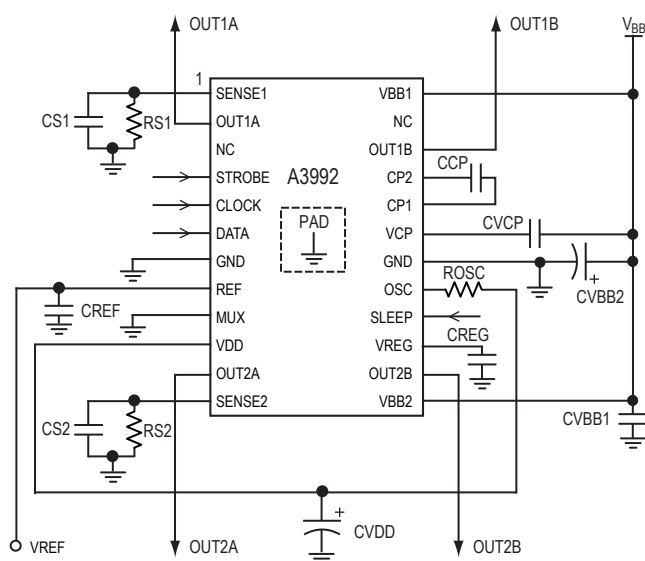 OUT1A
OUT1B
VBB
1
SENSE1
VBB1
CS1
RS1
OUT1A
NC
NC
OUT1B
CCP
STROBE
A3992
CP2
CLOCK
CP1
DATA
PAD
VCP
CVCP
GND
GND
ROSC
REF
OSC
+
CVBB2
CREF
MUX
SLEEP
CREG
VDD
VREG
OUT2A
OUT2B
SENSE2
VBB2
CS2
RS2
CVBB1
+
CVDD
VREF
OUT2A
OUT2B